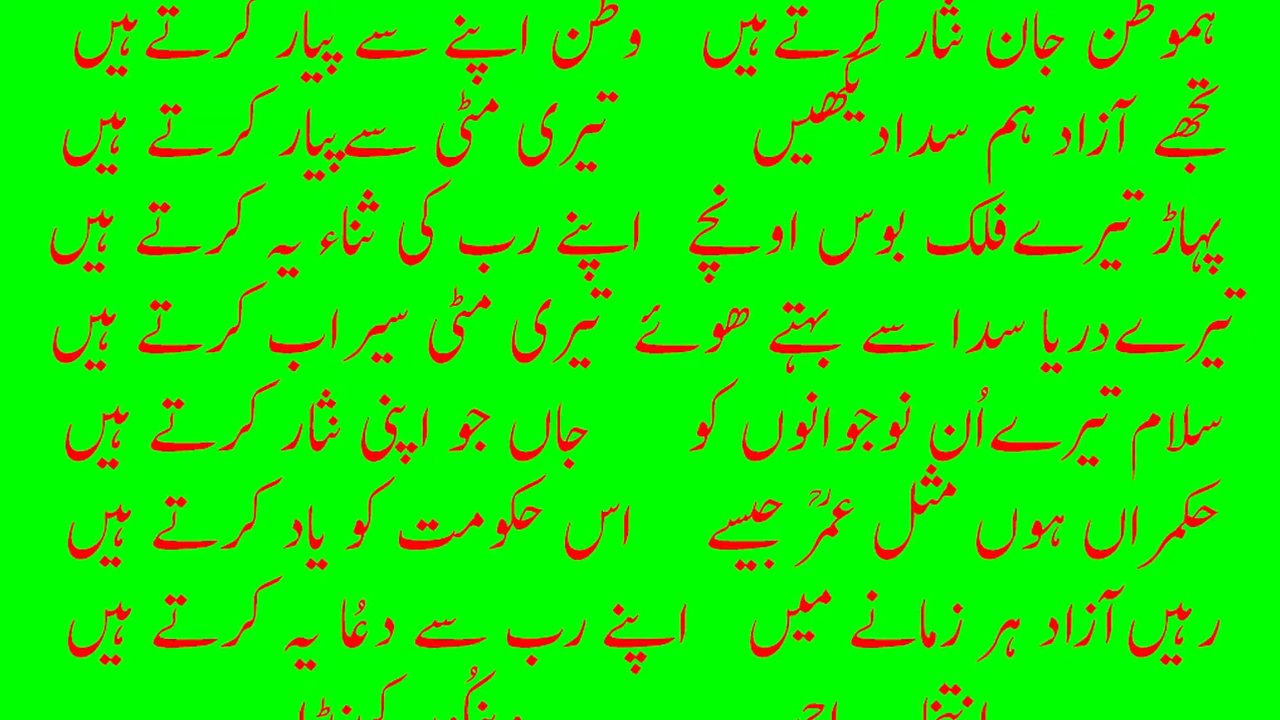 ہموطن جان نثار کرتے ہیں وطن اپنے سے پیار کرتے ہیں
تجھے آزاد ہم سدا دیکھیں تیری مٹی سے پیار کرتے ہیں
پہاڑ تیرے فلک بوس اونچے اپنے رب کی ثناء یہ کرتے ہیں
تیرے دریا سدا سے بہتے ھوئے تیری مٹی سیراب کرتے ہیں
سلام تیرے اُن نوجوانوں کو جاں جو اپنی نثار کرتے ہیں
حکمراں ہوں مثل عمرؓ جیسے اس حکومت کو یاد کرتے ہیں
رہیں آزاد ہر زمانے میں اپنے رب سے دعُا یہ کرتے ہیں